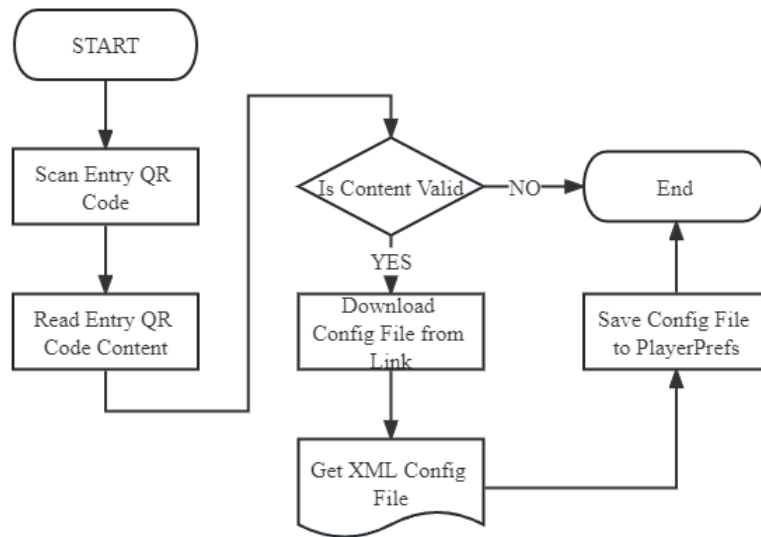 START
Scan Entry QR
Code
Read Entry QR
Code Content
Is Content Valid
NO
End
YES
Download
Config File from
Link
Get XML Config
File
Save Config File
to PlayerPrefs